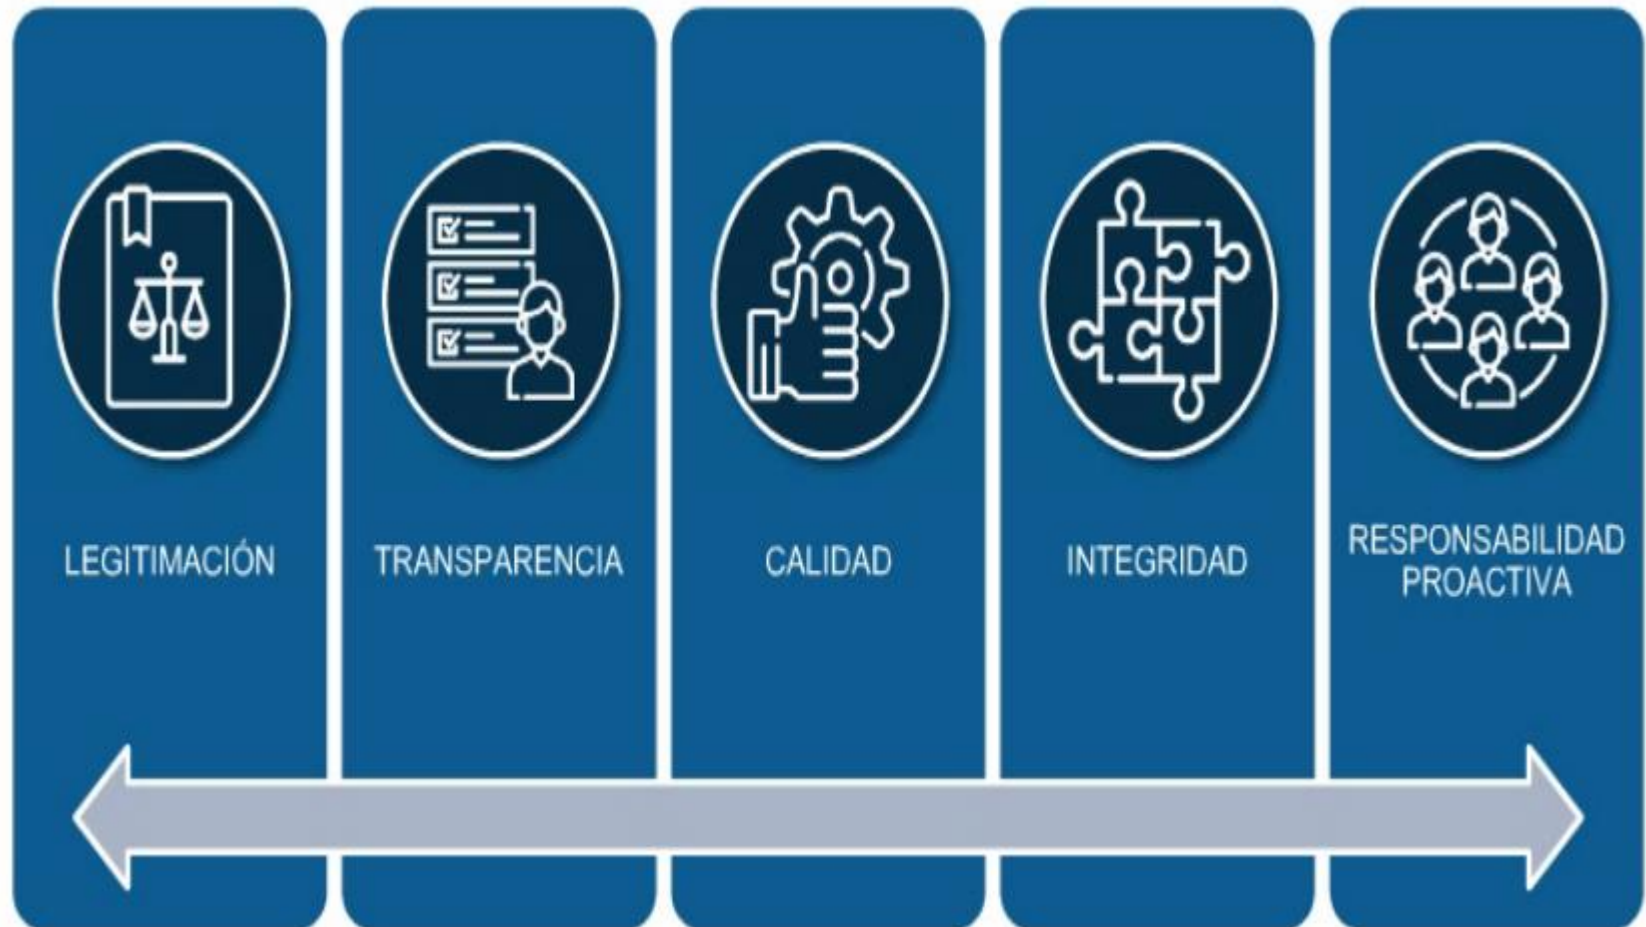 LEGITIMACIÓN
TRANSPARENCIA
CALIDAD
INTEGRIDAD
RESPONSABILIDAD
PROACTIVA